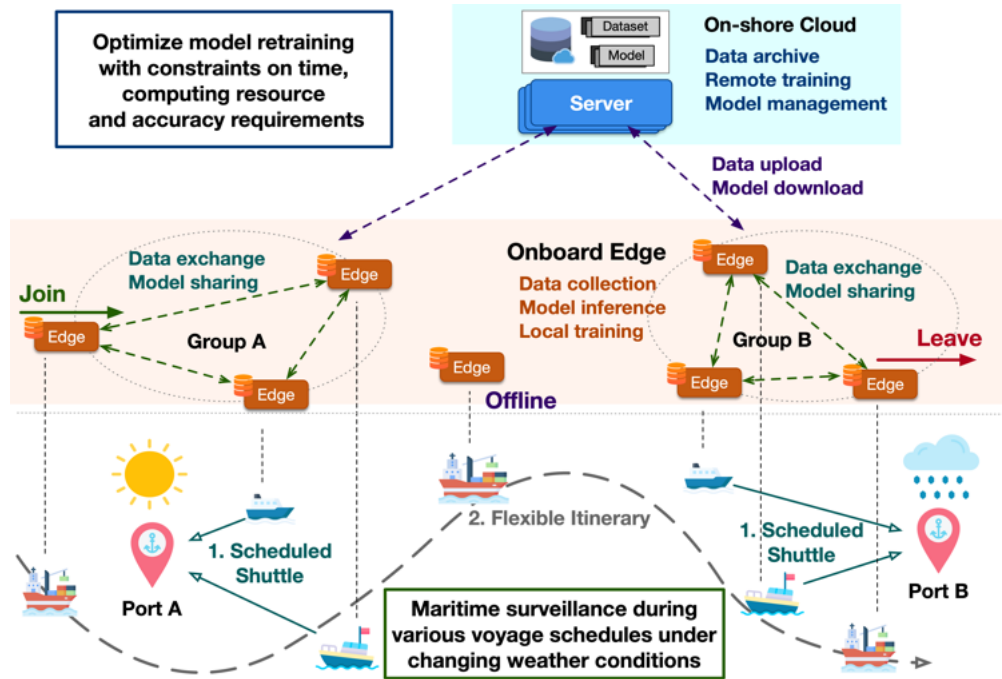 Optimize model retraining
with constraints on time,
computing resource
and accuracy requirements
Dataset
Model
Server
On-shore Cloud
Data archive
Remote training
Model management
Data upload
Model download
Data exchange
Model sharing
Edge
Onboard Edge
Data collection
Model inference
Local training
Edge
Data exchange
Model sharing
Join
Edge
Group A
Edge
Edge
Offline
Group B
Edge
Edge
Leave
Port A
1. Scheduled
Shuttle
2. Flexible Itinerary
1. Scheduled
Shuttle
Port B
Maritime surveillance during
various voyage schedules under
changing weather conditions